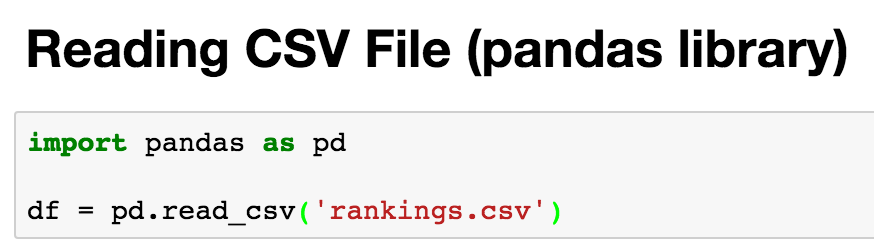 Reading CSV File (pandas library)
import pandas as pd
df = pd.read_csv('rankings.csv')